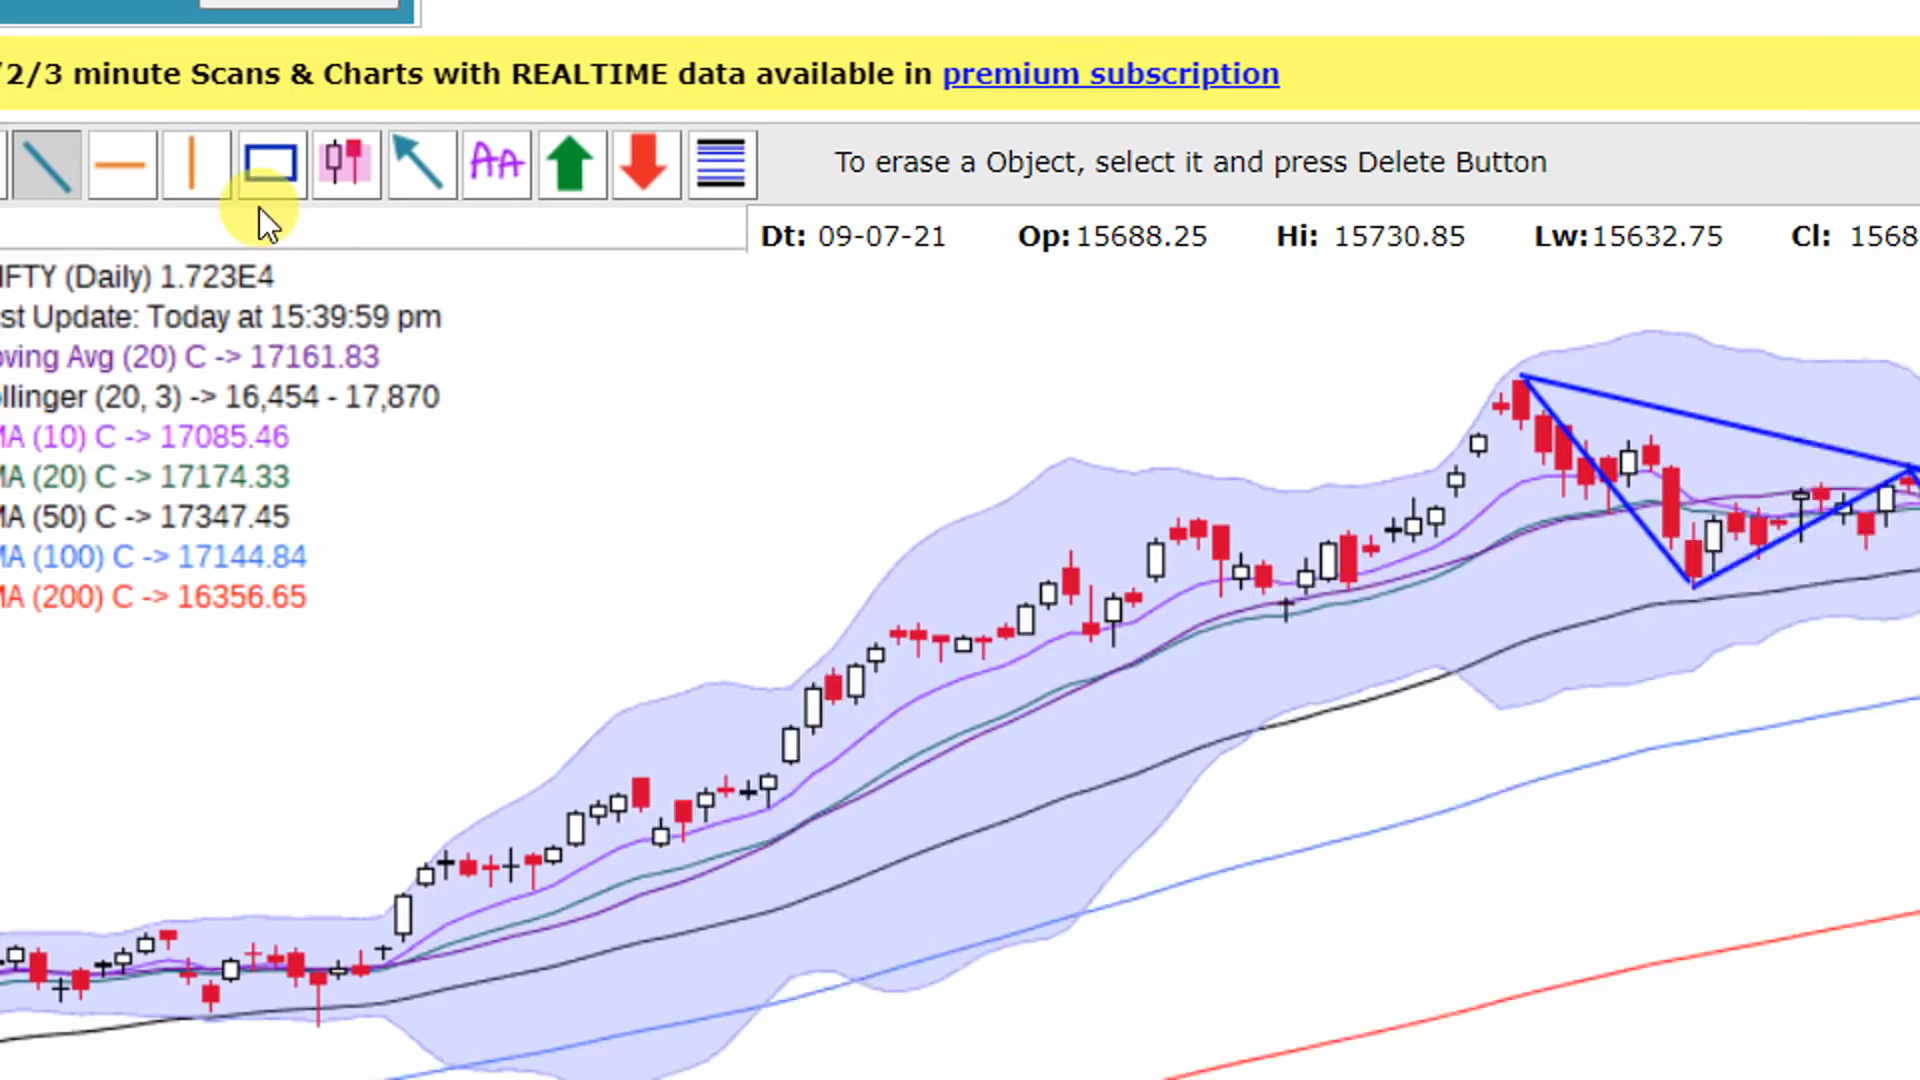 /2/3 minute Scans & Charts with REALTIME data available in premium subscription
AA To erase a Object, select it and press Delete Button
Dt: 09-07-21 Op: 15688.25 Hi: 15730.85 Lw: 15632.75 Cl: 1568
IFTY (Daily) 1.723E4
st Update: Today at 15:39:59 pm
oving Avg (20) C -> 17161.83
llinger (20, 3) -> 16,454 - 17,870
MA (10) C -> 17085.46
MA (20) C -> 17174.33
MA (50) C -> 17347.45
MA (100) C -> 17144.84
MA (200) C -> 16356.65